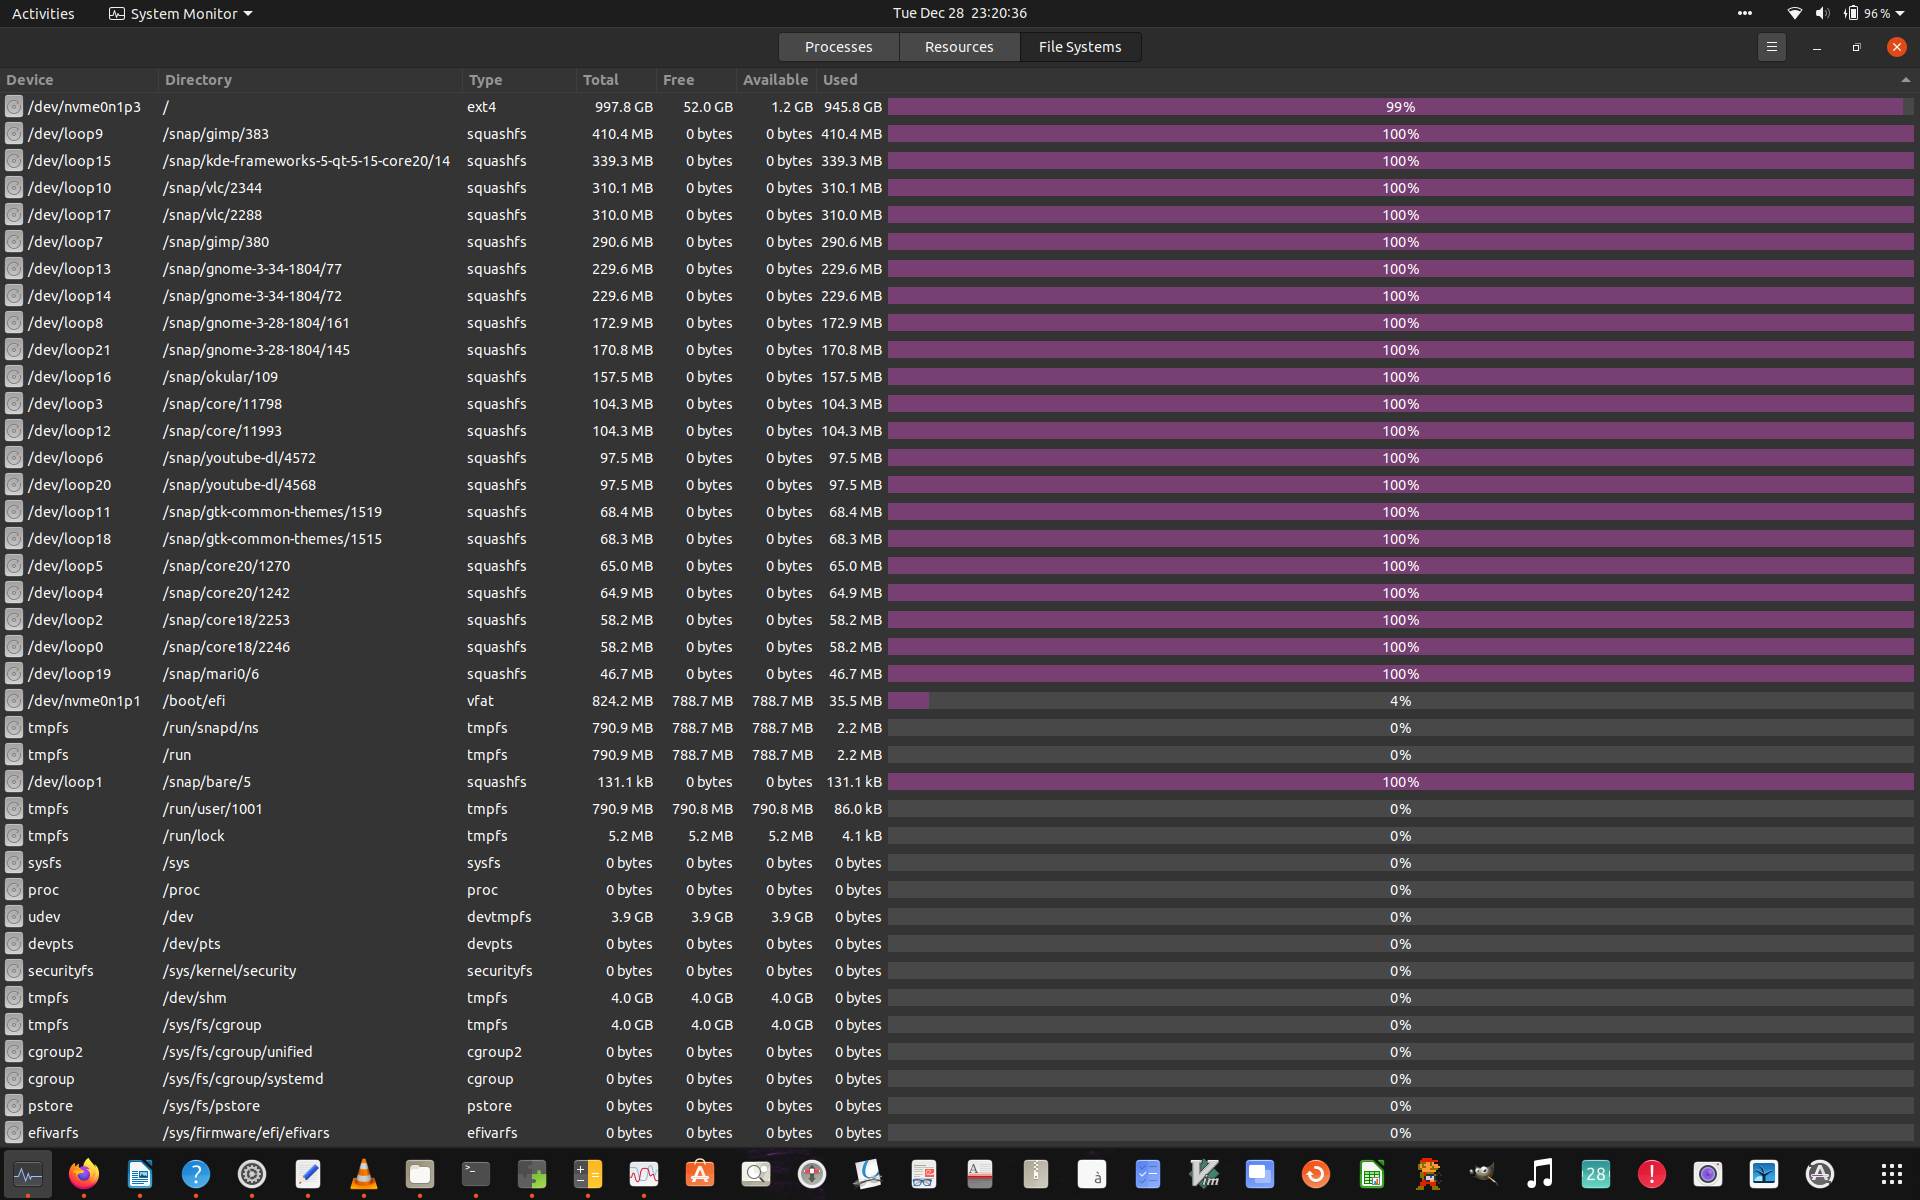 Activities System Monitor Tue Dec 28 23:20:36 96%
Processes Resources File Systems
Device Directory Type Total Free Available Used
/dev/nvme0n1p3 / ext4 997.8 GB 52.0 GB 1.2 GB 945.8 GB 99%
/dev/loop9 /snap/gimp/383 squashfs 410.4 MB 0 bytes 0 bytes 410.4 MB 100%
/dev/loop15 /snap/kde-frameworks-5-qt-5-15-core20/14 squashfs 339.3 MB 0 bytes 0 bytes 339.3 MB 100%
/dev/loop10 /snap/vlc/2344 squashfs 310.1 MB 0 bytes 0 bytes 310.1 MB 100%
/dev/loop17 /snap/vlc/2288 squashfs 310.0 MB 0 bytes 0 bytes 310.0 MB 100%
/dev/loop7 /snap/gimp/380 squashfs 290.6 MB 0 bytes 0 bytes 290.6 MB 100%
/dev/loop13 /snap/gnome-3-34-1804/77 squashfs 229.6 MB 0 bytes 0 bytes 229.6 MB 100%
/dev/loop14 /snap/gnome-3-34-1804/72 squashfs 229.6 MB 0 bytes 0 bytes 229.6 MB 100%
/dev/loop8 /snap/gnome-3-28-1804/161 squashfs 172.9 MB 0 bytes 0 bytes 172.9 MB 100%
/dev/loop21 /snap/gnome-3-28-1804/145 squashfs 170.8 MB 0 bytes 0 bytes 170.8 MB 100%
/dev/loop16 /snap/okular/109 squashfs 157.5 MB 0 bytes 0 bytes 157.5 MB 100%
/dev/loop3 /snap/core/11798 squashfs 104.3 MB 0 bytes 0 bytes 104.3 MB 100%
/dev/loop12 /snap/core/11993 squashfs 104.3 MB 0 bytes 0 bytes 104.3 MB 100%
/dev/loop6 /snap/youtube-dl/4572 squashfs 97.5 MB 0 bytes 0 bytes 97.5 MB 100%
/dev/loop20 /snap/youtube-dl/4568 squashfs 97.5 MB 0 bytes 0 bytes 97.5 MB 100%
/dev/loop11 /snap/gtk-common-themes/1519 squashfs 68.4 MB 0 bytes 0 bytes 68.4 MB 100%
/dev/loop18 /snap/gtk-common-themes/1515 squashfs 68.3 MB 0 bytes 0 bytes 68.3 MB 100%
/dev/loop5 /snap/core20/1270 squashfs 65.0 MB 0 bytes 0 bytes 65.0 MB 100%
/dev/loop4 /snap/core20/1242 squashfs 64.9 MB 0 bytes 0 bytes 64.9 MB 100%
/dev/loop2 /snap/core18/2253 squashfs 58.2 MB 0 bytes 0 bytes 58.2 MB 100%
/dev/loop0 /snap/core18/2246 squashfs 58.2 MB 0 bytes 0 bytes 58.2 MB 100%
/dev/loop19 /snap/mari0/6 squashfs 46.7 MB 0 bytes 0 bytes 46.7 MB 100%
/dev/nvme0n1p1 /boot/efi vfat 824.2 MB 788.7 MB 788.7 MB 35.5 MB 4%
tmpfs /run/snapd/ns tmpfs 790.9 MB 788.7 MB 788.7 MB 2.2 MB 0%
tmpfs /run tmpfs 790.9 MB 788.7 MB 788.7 MB 2.2 MB 0%
/dev/loop1 /snap/bare/5 squashfs 131.1 kB 0 bytes 0 bytes 131.1 kB 100%
tmpfs /run/user/1001 tmpfs 790.9 MB 790.8 MB 790.8 MB 86.0 kB 0%
tmpfs /run/lock tmpfs 5.2 MB 5.2 MB 5.2 MB 4.1 kB 0%
sysfs /sys sysfs 0 bytes 0 bytes 0 bytes 0 bytes 0%
proc /proc proc 0 bytes 0 bytes 0 bytes 0 bytes 0%
udev /dev devtmpfs 3.9 GB 3.9 GB 3.9 GB 0 bytes 0%
devpts /dev/pts devpts 0 bytes 0 bytes 0 bytes 0 bytes 0%
securityfs /sys/kernel/security securityfs 0 bytes 0 bytes 0 bytes 0 bytes 0%
tmpfs /dev/shm tmpfs 4.0 GB 4.0 GB 4.0 GB 0 bytes 0%
tmpfs /sys/fs/cgroup tmpfs 4.0 GB 4.0 GB 4.0 GB 0 bytes 0%
cgroup2 /sys/fs/cgroup/unified cgroup2 0 bytes 0 bytes 0 bytes 0 bytes 0%
cgroup /sys/fs/cgroup/systemd cgroup 0 bytes 0 bytes 0 bytes 0 bytes 0%
pstore /sys/fs/pstore pstore 0 bytes 0 bytes 0 bytes 0 bytes 0%
efivarfs /sys/firmware/efi/efivars efivarfs 0 bytes 0 bytes 0 bytes 0 bytes 0%
? >_ A à Vim 28 !